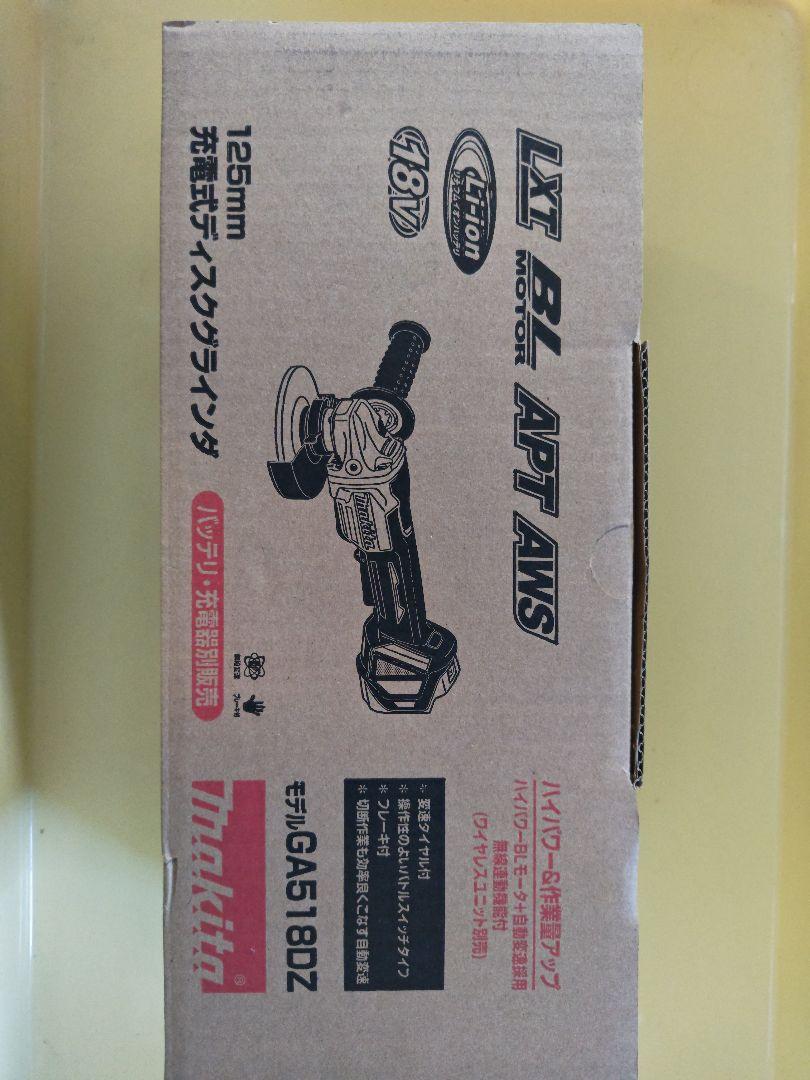 LXT BL MOTOR APT AWS
Li-ion
リチウムイオンバッテリ
18V
makita
125mm
充電式ディスクグラインダ
バッテリ・充電器別販売
ブレーキ付
ハイパワー&作業量アップ
ハイパワーBLモータ+自動変速採用
無線連動機能付
(ワイヤレスユニット別売)
＊変速ダイヤル付
＊操作性のよいパドルスイッチタイプ
＊ブレーキ付
＊切断作業も効率良くこなす自動変速
モデルGA518DZ
makita®